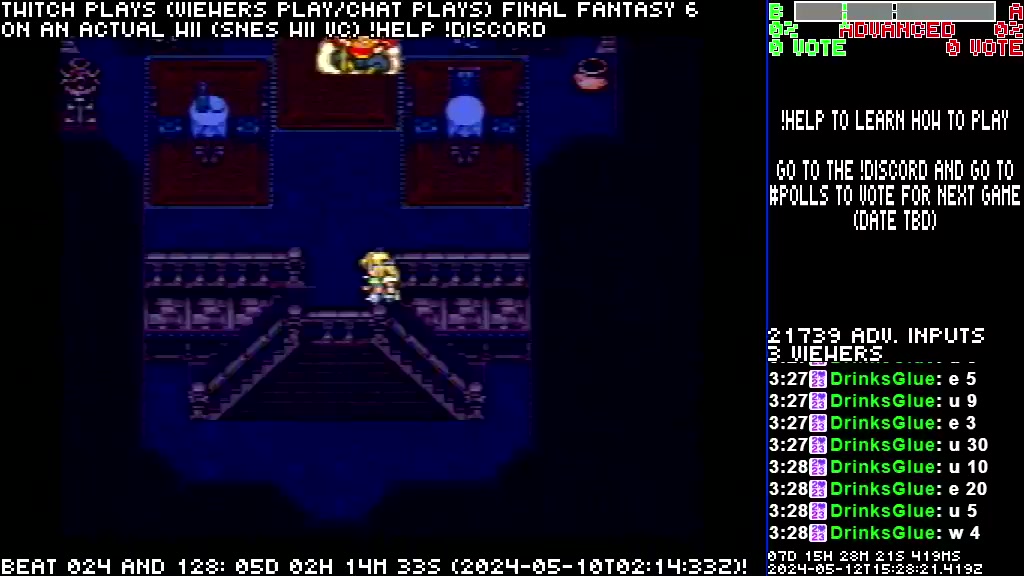 TWITCH PLAYS (VIEWERS PLAY/CHAT PLAYS) FINAL FANTASY 6
ON AN ACTUAL WII (SNES WII VC) !HELP !DISCORD
B A
0% ADVANCED 0%
0 VOTE 0 VOTE
!HELP TO LEARN HOW TO PLAY
GO TO THE !DISCORD AND GO TO
#POLLS TO VOTE FOR NEXT GAME
(DATE TBD)
21739 ADV. INPUTS
3 VIEWERS
3:27 DrinksGlue: e 5
3:27 DrinksGlue: u 9
3:27 DrinksGlue: e 3
3:27 DrinksGlue: u 30
3:28 DrinksGlue: u 10
3:28 DrinksGlue: e 20
3:28 DrinksGlue: u 5
3:28 DrinksGlue: w 4
07D 15H 28M 21S 419MS
2024-05-12T15:28:21.419Z
BEAT 024 AND 128: 05D 02H 14M 33S (2024-05-10T02:14:33Z)!